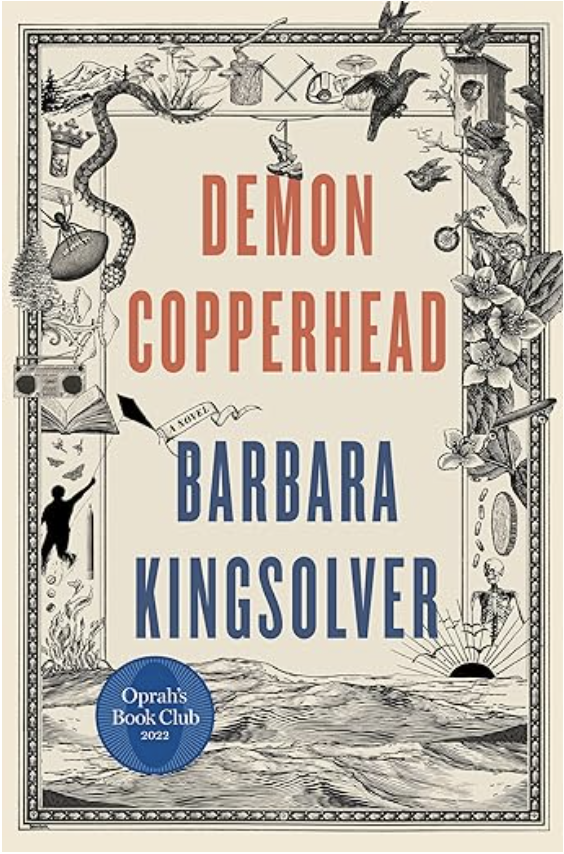 DEMON
COPPERHEAD
A NOVEL
BARBARA
KINGSOLVER
Oprah's
Book Club
2022